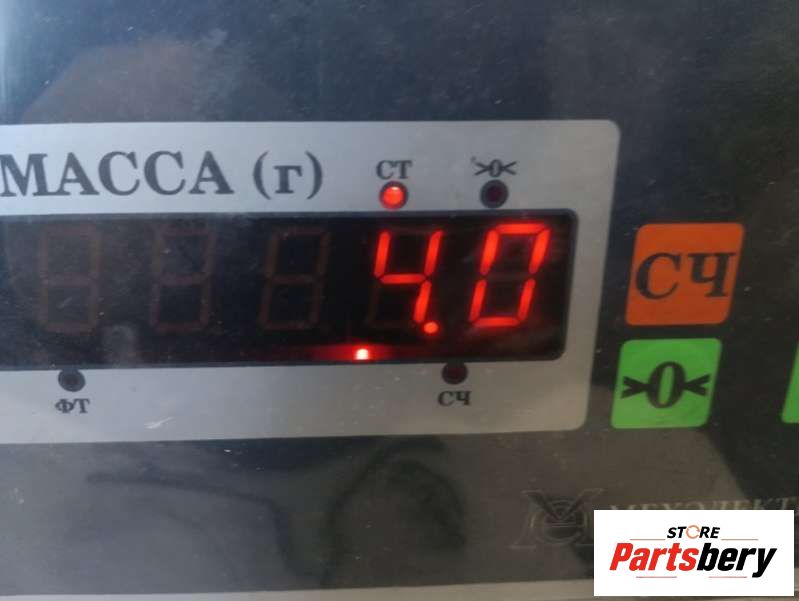 МАССА (г)
СТ >0<
4.0
ФТ СЧ
СЧ
>0<
STORE
Partsbery